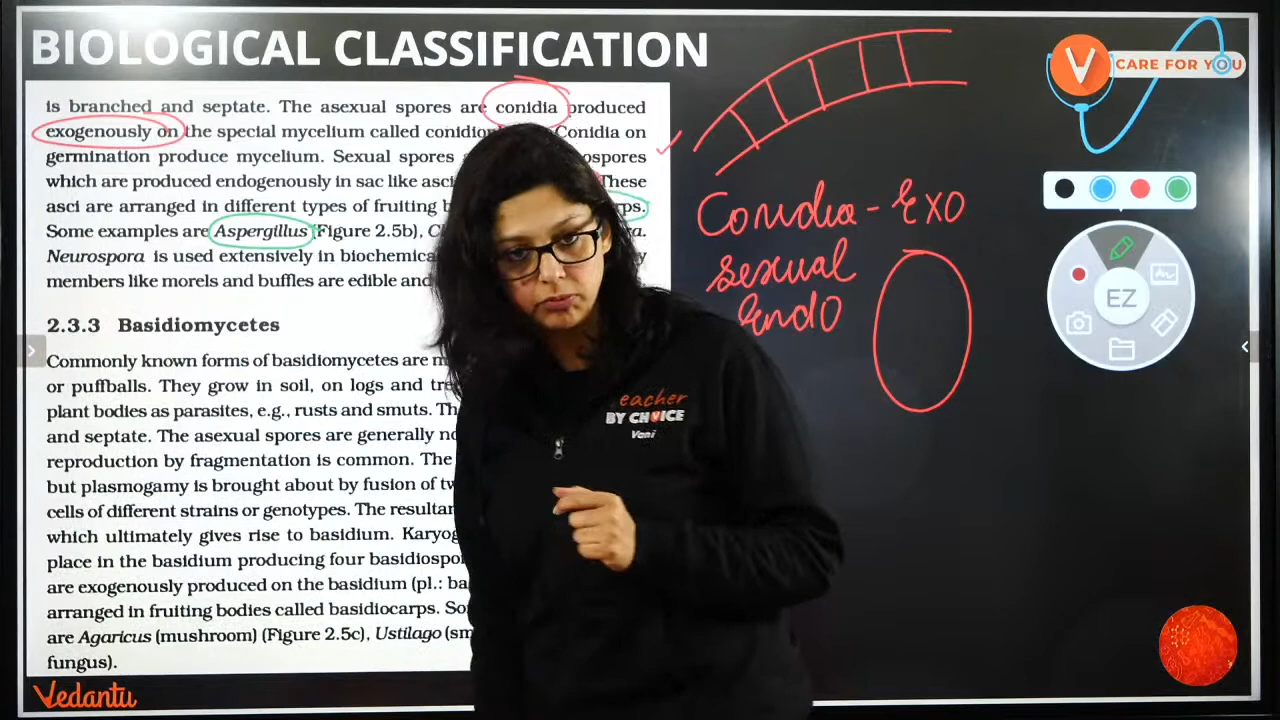 BIOLOGICAL CLASSIFICATION
CARE FOR YOU
is branched and septate. The asexual spores are conidia produced
exogenously on the special mycelium called Conidia on
germination produce mycelium. Sexual spores
which are produced endogenously in sac like asci These
asci are arranged in different types of fruiting
Some examples are Aspergillus (Figure 2.5b),
Neurospora is used extensively in
members like morels and buffles are edible and
2.3.3 Basidiomycetes
Commonly known forms of basidiomycetes are
or puffballs. They grow in soil, on logs and
plant bodies as parasites, e.g., rusts and smuts.
and septate. The asexual spores are generally
reproduction by fragmentation is common. The
but plasmogamy is brought about by fusion of
cells of different strains or genotypes. The
which ultimately gives rise to basidium.
place in the basidium producing four
are exogenously produced on the basidium (pl.:
arranged in fruiting bodies called basidiocarps.
are Agaricus (mushroom) (Figure 2.5c), Ustilago
fungus).
Conidia - Exo
sexual
Endo
EZ
eacher
BY CHOICE
Vani
Vedantu